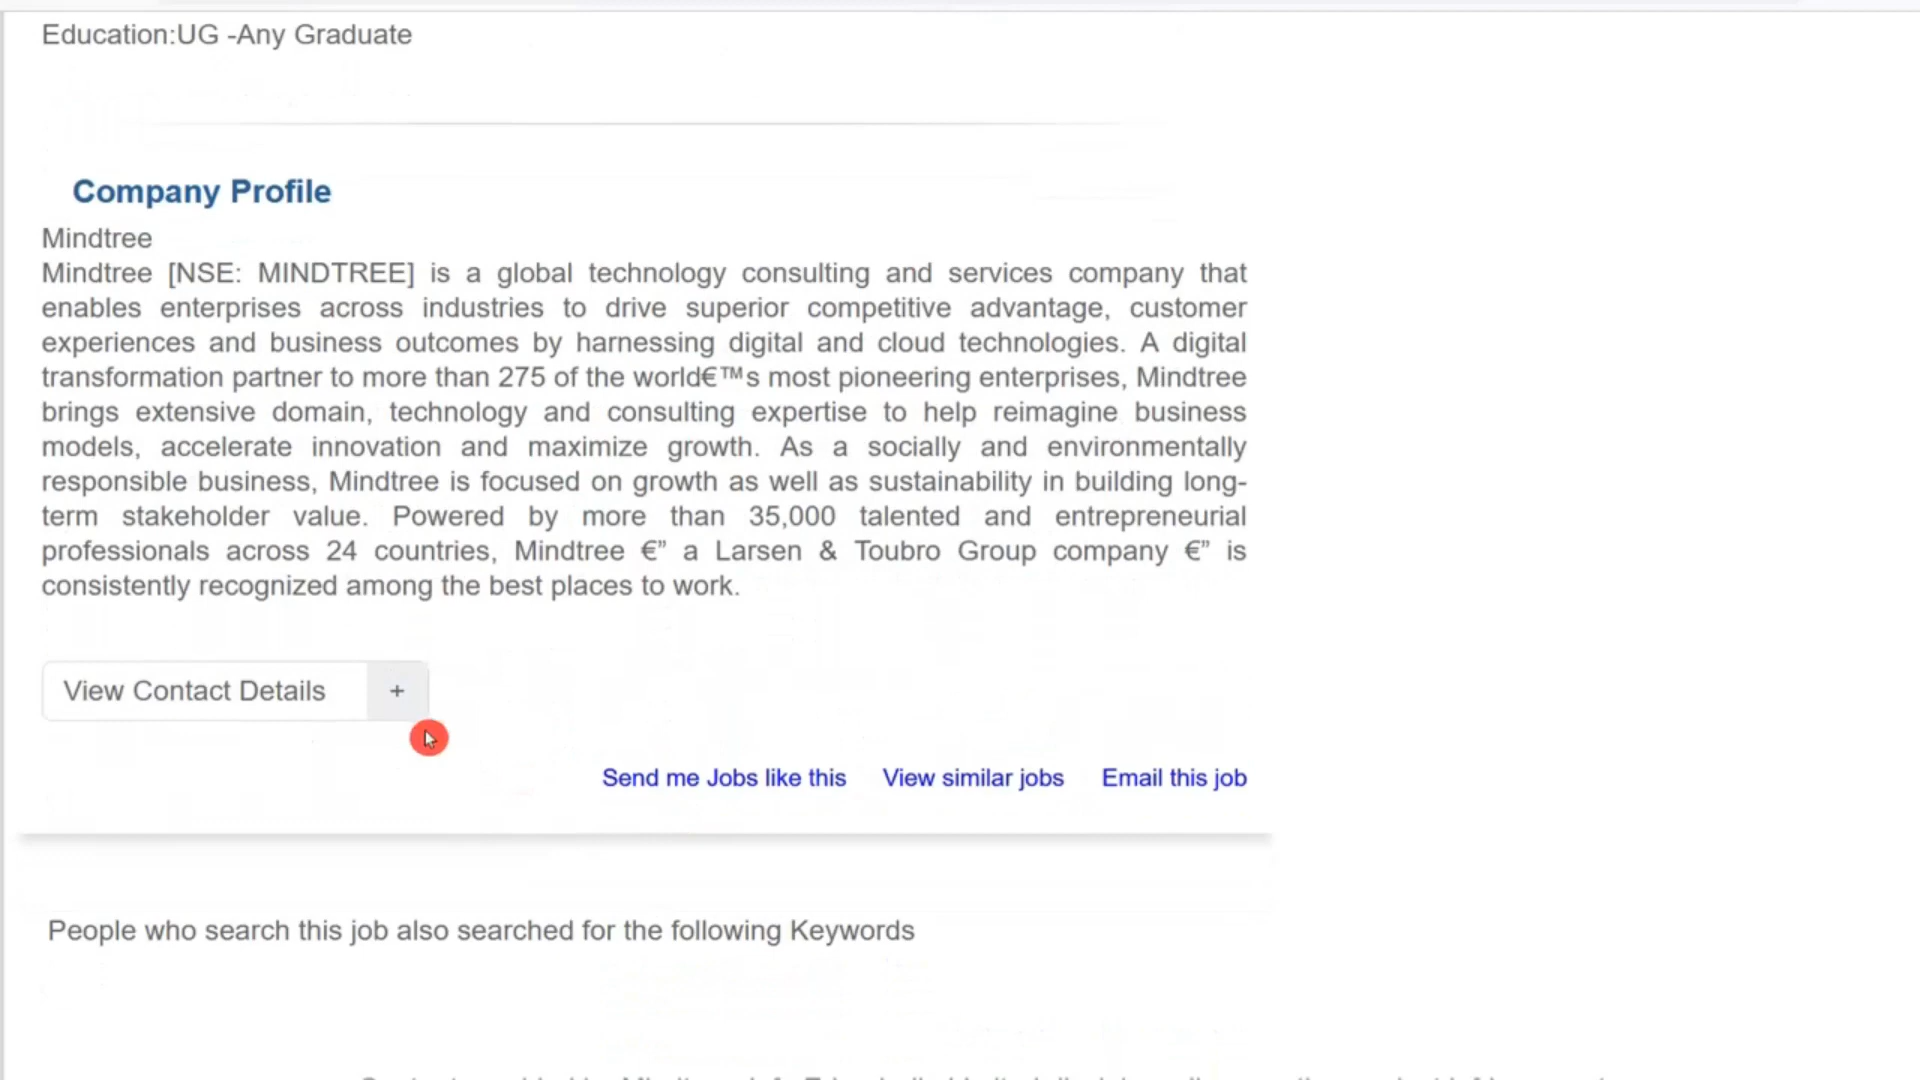 Education:UG -Any Graduate
Company Profile
Mindtree
Mindtree [NSE: MINDTREE] is a global technology consulting and services company that
enables enterprises across industries to drive superior competitive advantage, customer
experiences and business outcomes by harnessing digital and cloud technologies. A digital
transformation partner to more than 275 of the world€™s most pioneering enterprises, Mindtree
brings extensive domain, technology and consulting expertise to help reimagine business
models, accelerate innovation and maximize growth. As a socially and environmentally
responsible business, Mindtree is focused on growth as well as sustainability in building long-
term stakeholder value. Powered by more than 35,000 talented and entrepreneurial
professionals across 24 countries, Mindtree €” a Larsen & Toubro Group company €” is
consistently recognized among the best places to work.
View Contact Details +
Send me Jobs like this View similar jobs Email this job
People who search this job also searched for the following Keywords